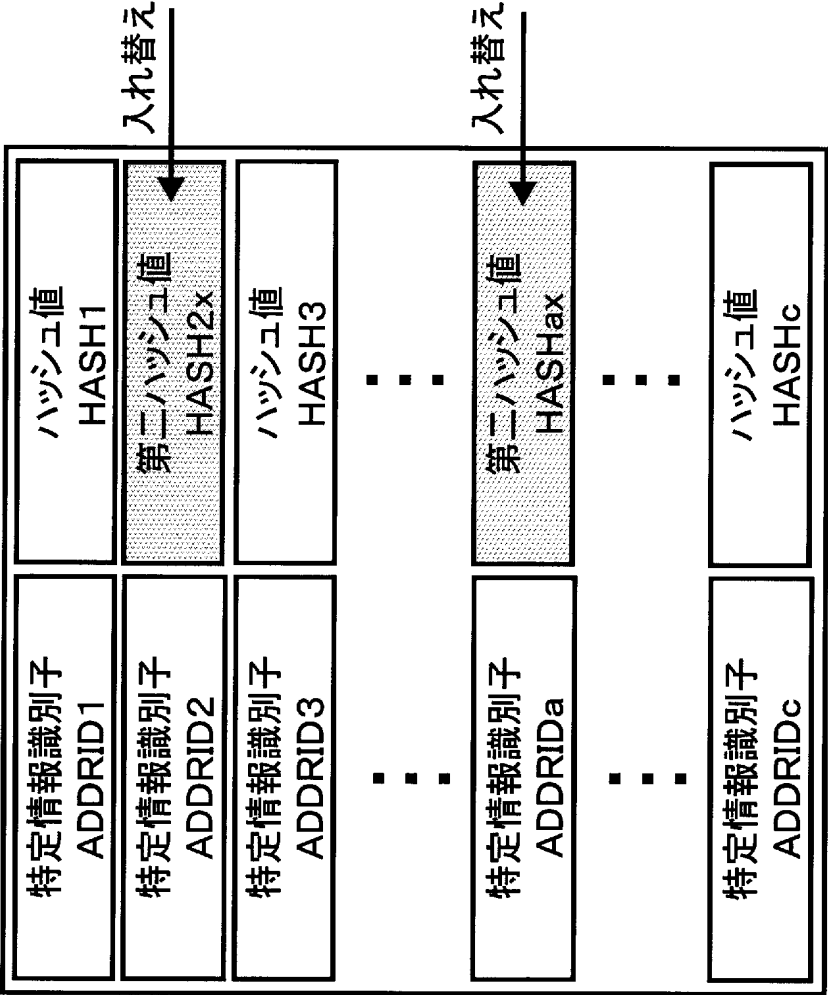 特定情報識別子
ADDRID1
ハッシュ値
HASH1
特定情報識別子
ADDRID2
第二ハッシュ値
HASH2x
入れ替え
特定情報識別子
ADDRID3
ハッシュ値
HASH3
特定情報識別子
ADDRIDa
第二ハッシュ値
HASHax
入れ替え
特定情報識別子
ADDRIDc
ハッシュ値
HASHc